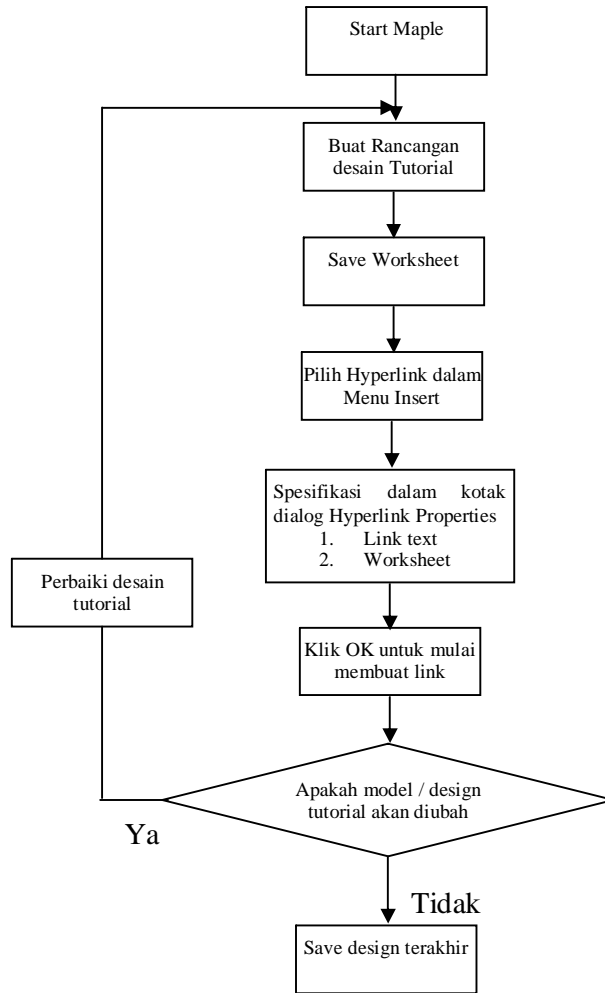 Start Maple
Buat Rancangan
desain Tutorial
Save Worksheet
Pilih Hyperlink dalam
Menu Insert
Spesifikasi dalam kotak
dialog Hyperlink Properties
1. Link text
2. Worksheet
Perbaiki desain
tutorial
Klik OK untuk mulai
membuat link
Apakah model / design
tutorial akan diubah
Ya
Tidak
Save design terakhir